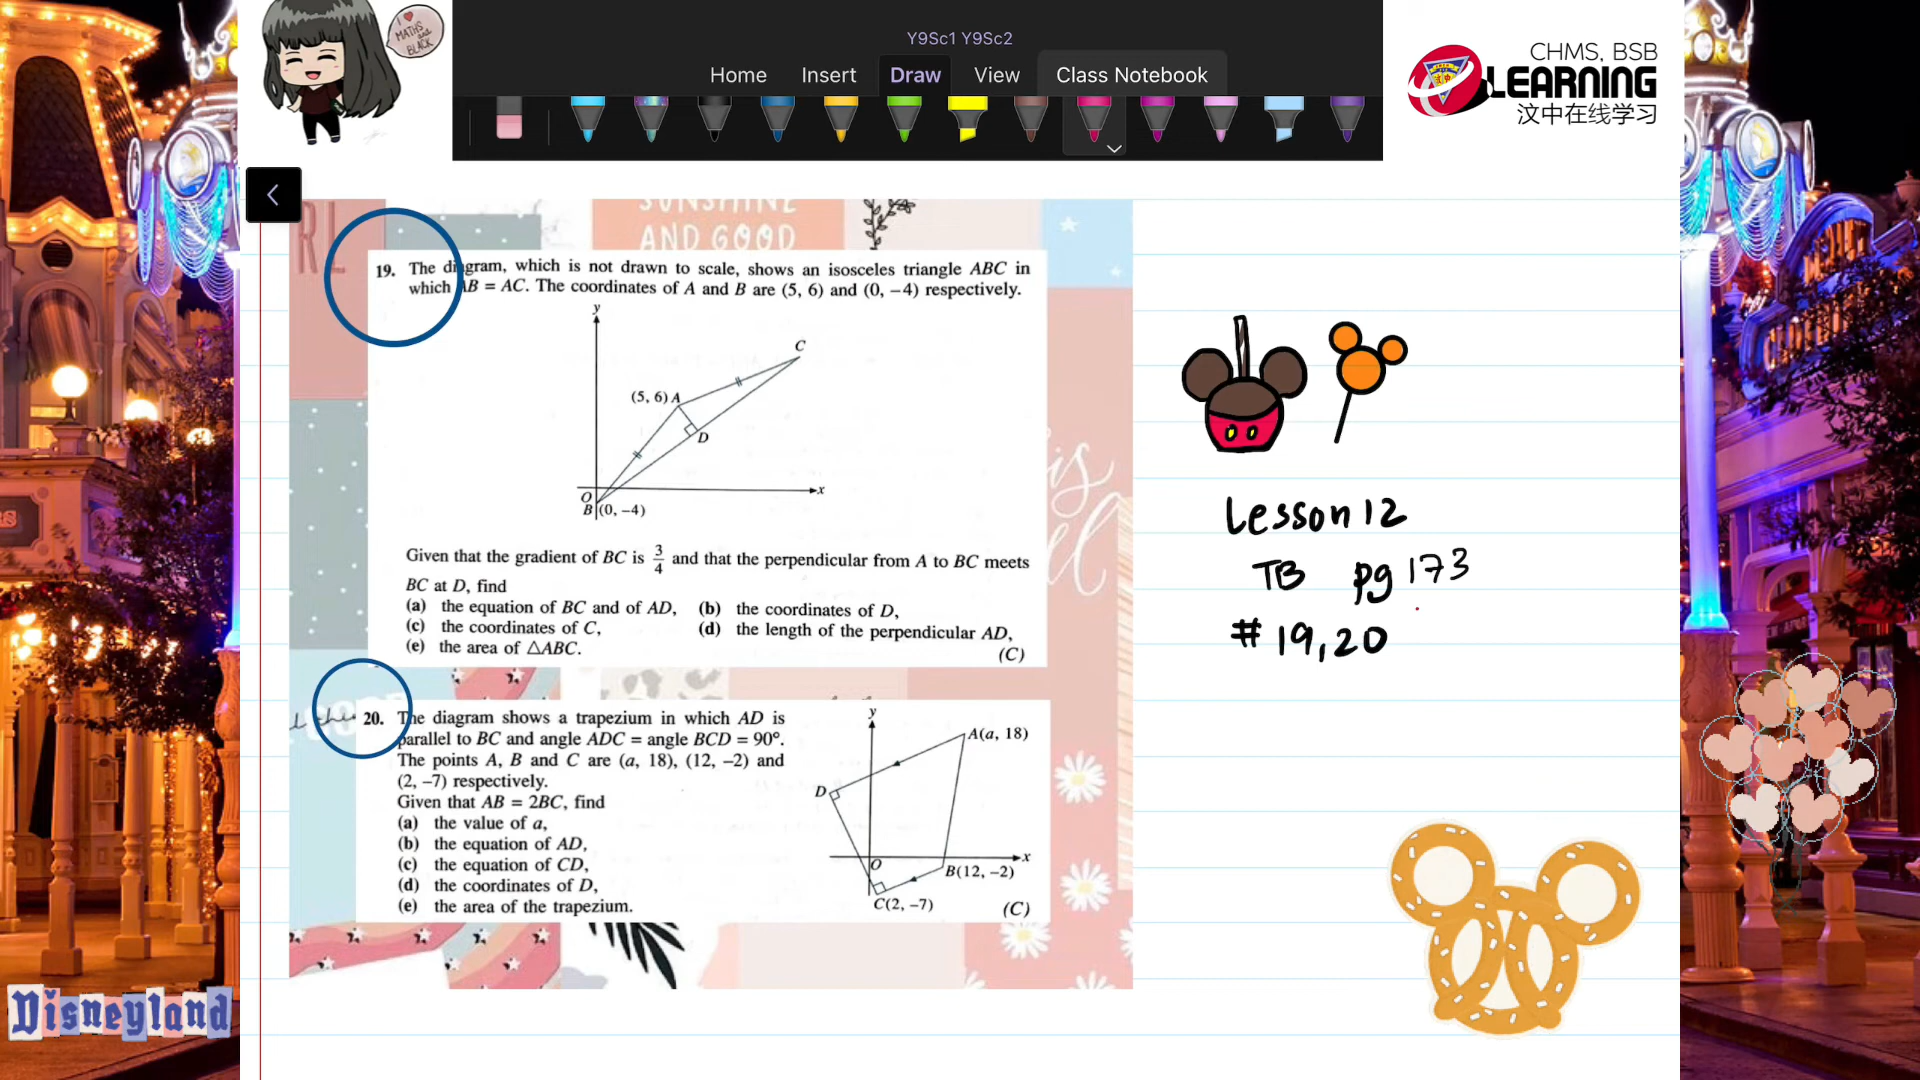 I ♥
MATHS
and
BLACK
Y9Sc1 Y9Sc2
Home Insert Draw View Class Notebook
CHMS, BSB
LEARNING
汶中在线学习
SUNSHINE
AND GOOD
19. The diagram, which is not drawn to scale, shows an isosceles triangle ABC in
which AB = AC. The coordinates of A and B are (5, 6) and (0, −4) respectively.
y
C
(5, 6) A
D
O
x
B (0, −4)
Given that the gradient of BC is 3/4 and that the perpendicular from A to BC meets
BC at D, find
(a) the equation of BC and of AD, (b) the coordinates of D,
(c) the coordinates of C, (d) the length of the perpendicular AD,
(e) the area of △ABC.
(C)
20. The diagram shows a trapezium in which AD is
parallel to BC and angle ADC = angle BCD = 90°.
The points A, B and C are (a, 18), (12, −2) and
(2, −7) respectively.
Given that AB = 2BC, find
(a) the value of a,
(b) the equation of AD,
(c) the equation of CD,
(d) the coordinates of D,
(e) the area of the trapezium.
y
A(a, 18)
D
O
x
B(12, −2)
C(2, −7)
(C)
Lesson 12
TB pg 173
# 19, 20
Disneyland